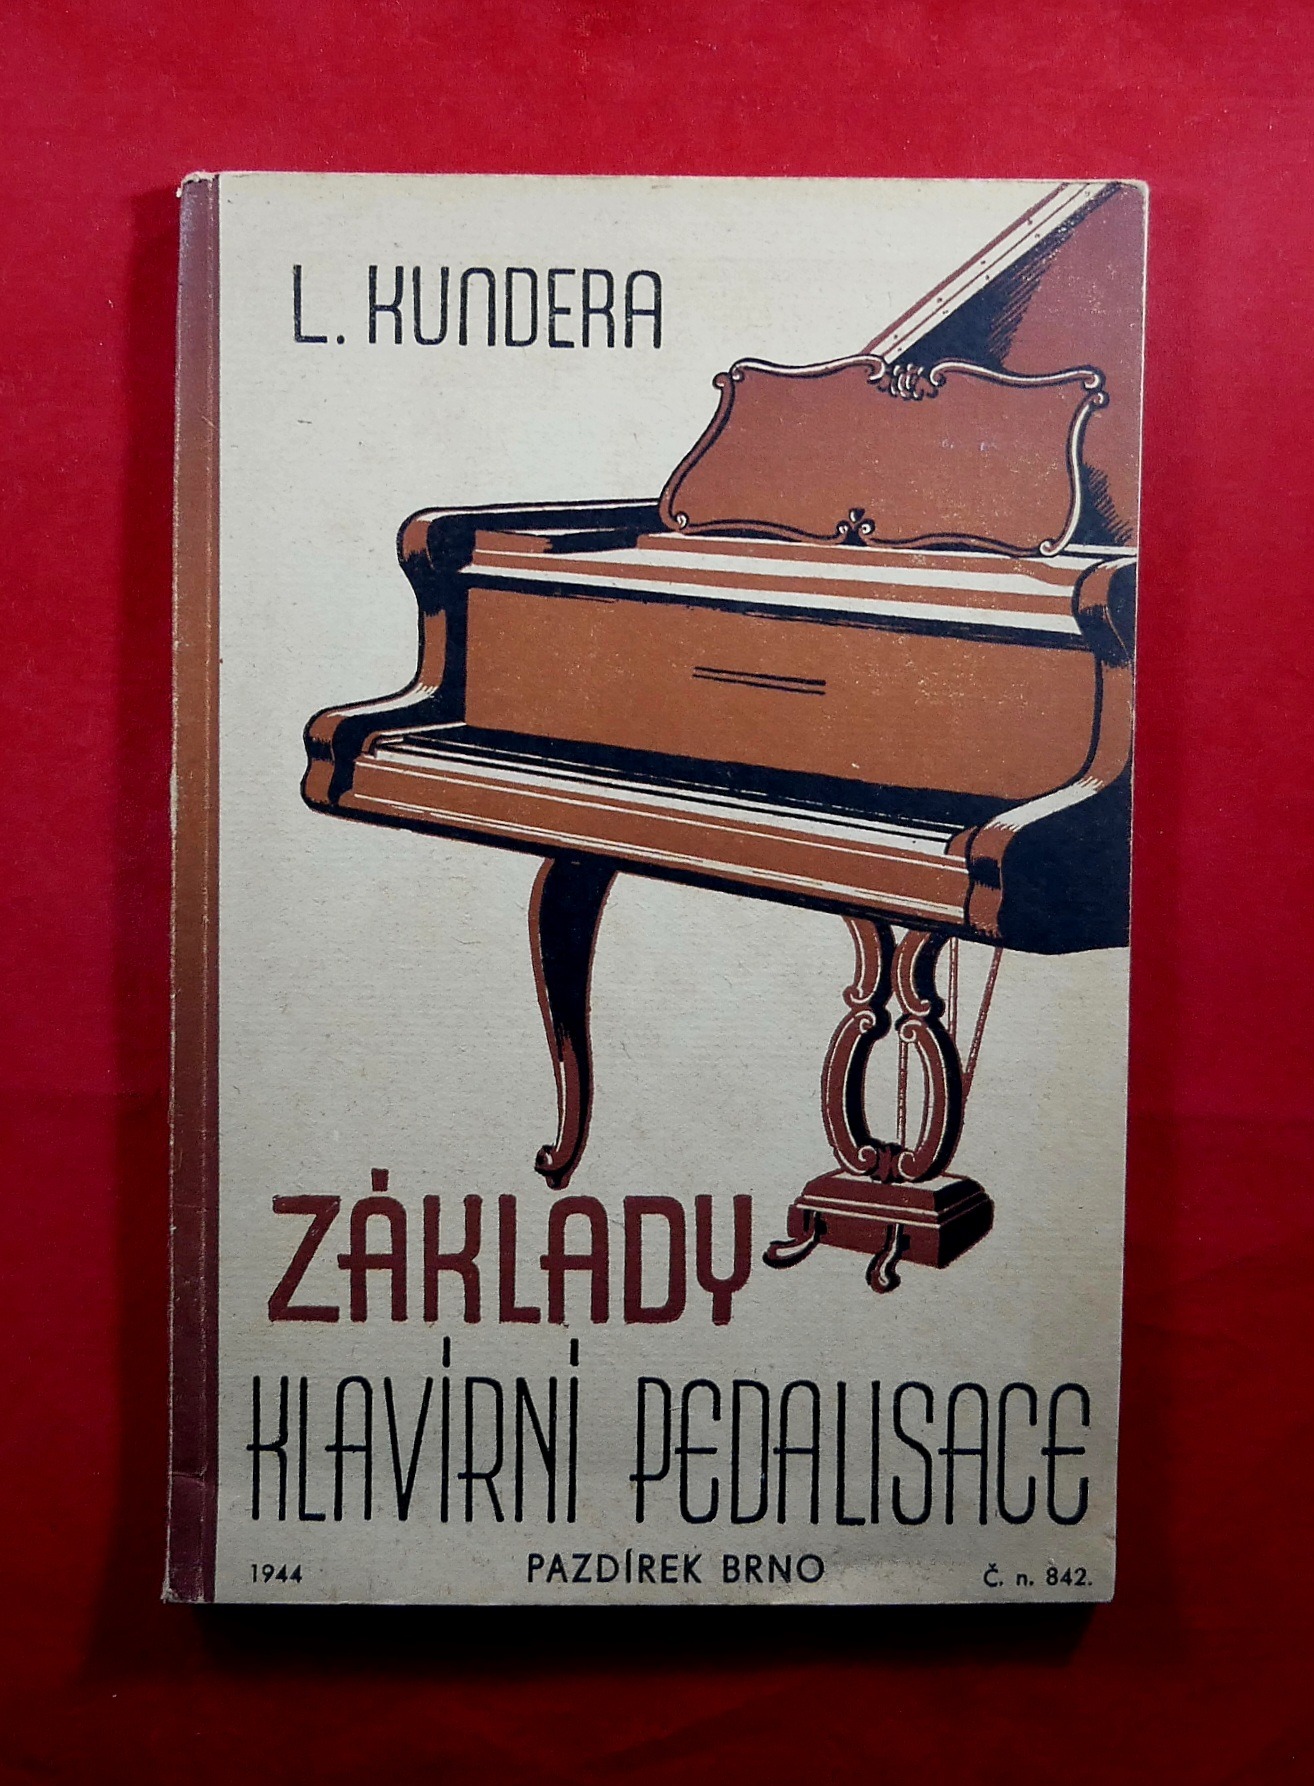 L. KUNDERA
ZÁKLADY
KLAVÍRNÍ PEDALISACE
1944 PAZDÍREK BRNO Č. n. 842.